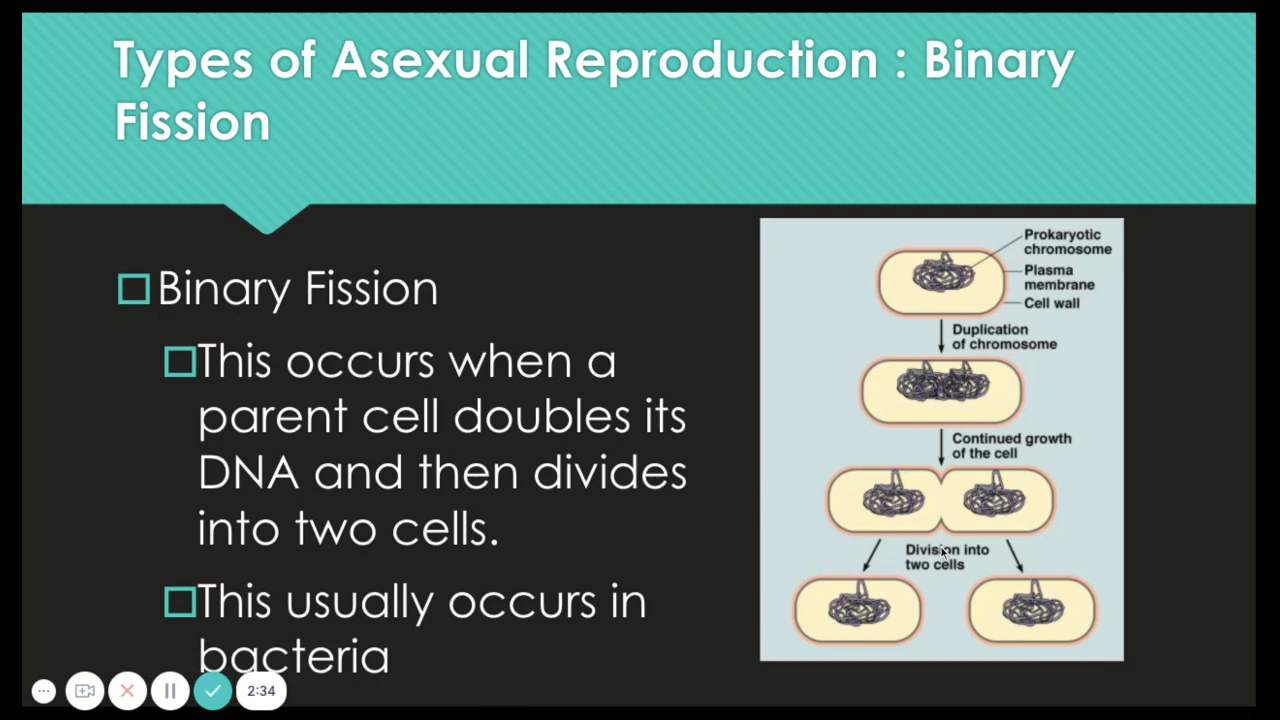 Types of Asexual Reproduction : Binary
Fission
Binary Fission
This occurs when a
parent cell doubles its
DNA and then divides
into two cells.
This usually occurs in
bacteria
Prokaryotic
chromosome
Plasma
membrane
Cell wall
Duplication
of chromosome
Continued growth
of the cell
Division into
two cells
2:34